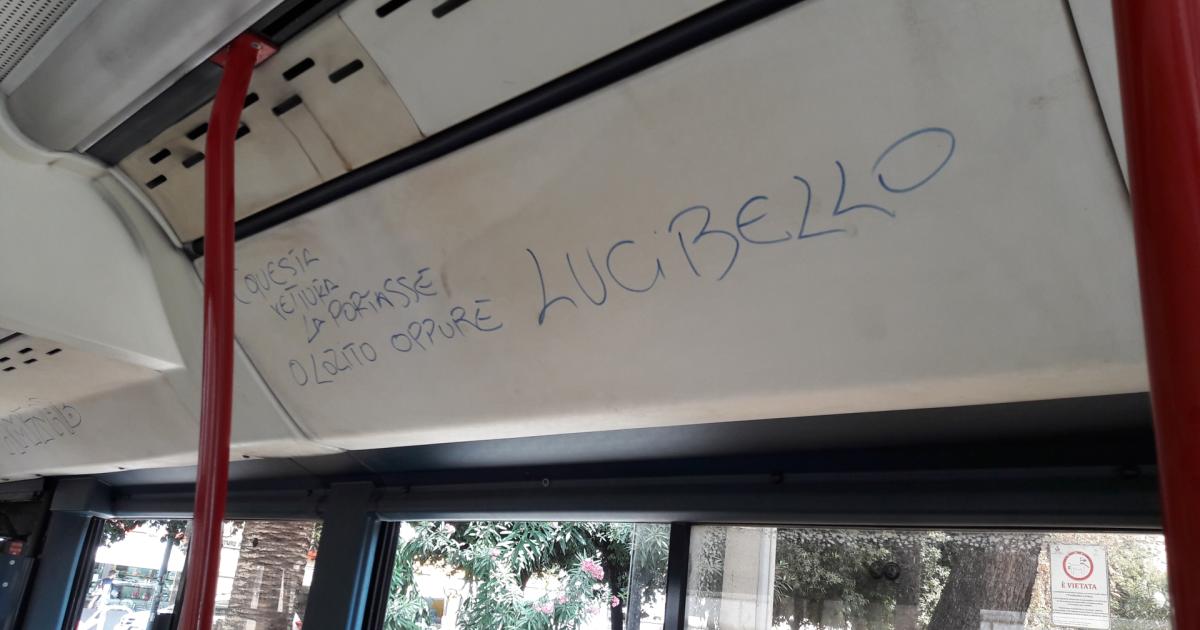 QUESTA
VETTURA
LA PORTASSE
O LOZITO OPPURE LUCiBELLO
È VIETATA